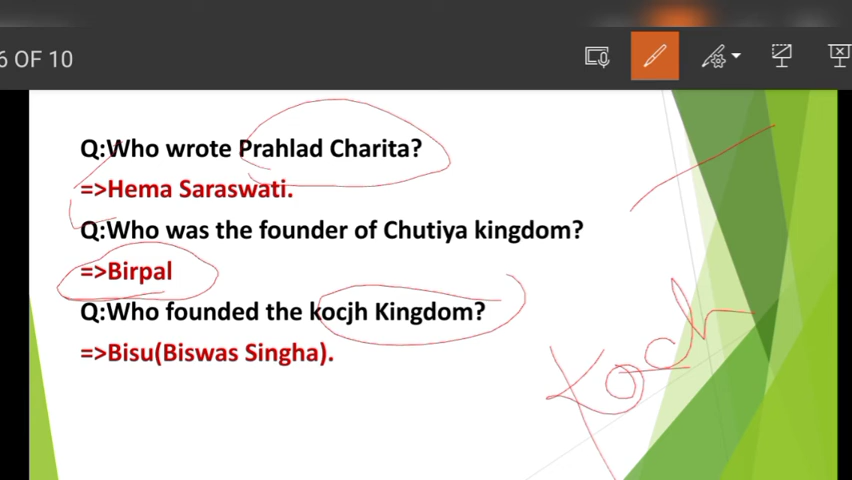 6 OF 10
Q:Who wrote Prahlad Charita?
=>Hema Saraswati.
Q:Who was the founder of Chutiya kingdom?
=>Birpal
Q:Who founded the kocjh Kingdom?
=>Bisu(Biswas Singha).
Koch